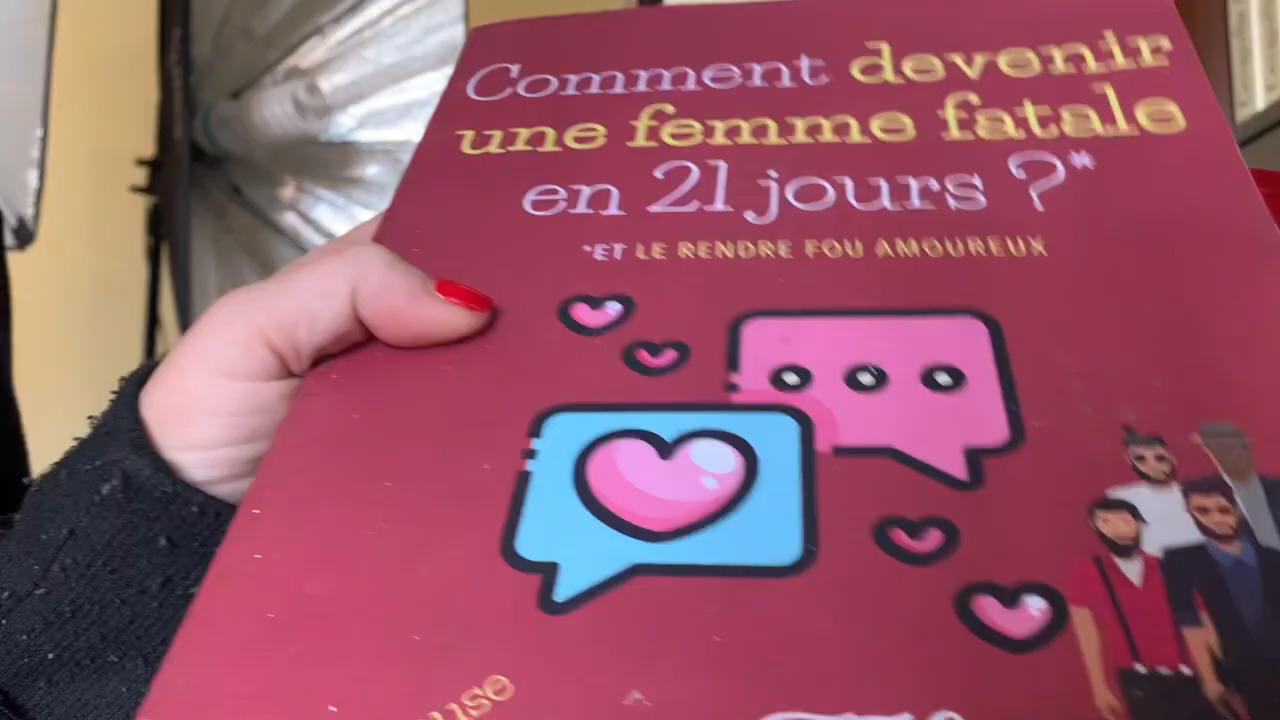 Comment devenir
une femme fatale
en 21 jours ?*
*ET LE RENDRE FOU AMOUREUX